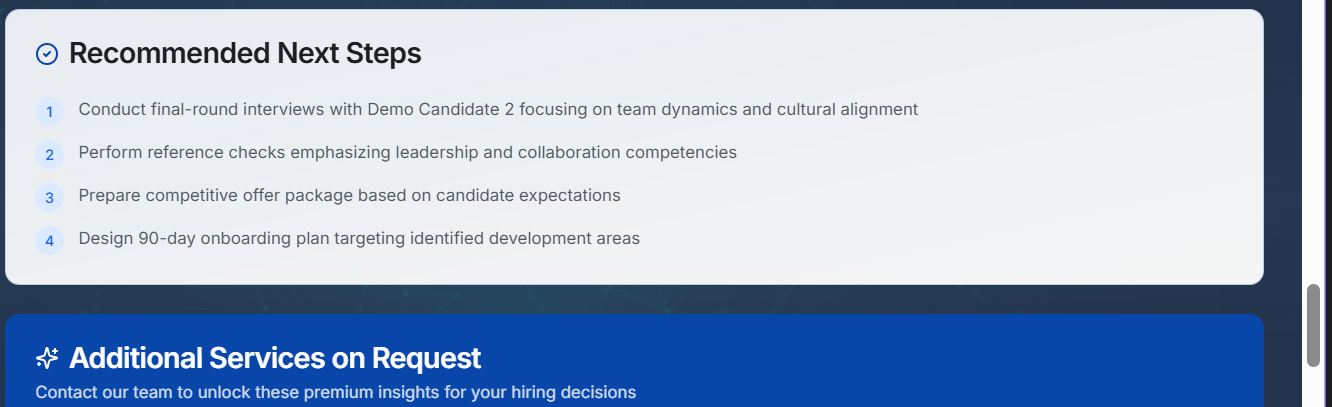 Recommended Next Steps
1 Conduct final-round interviews with Demo Candidate 2 focusing on team dynamics and cultural alignment
2 Perform reference checks emphasizing leadership and collaboration competencies
3 Prepare competitive offer package based on candidate expectations
4 Design 90-day onboarding plan targeting identified development areas
Additional Services on Request
Contact our team to unlock these premium insights for your hiring decisions